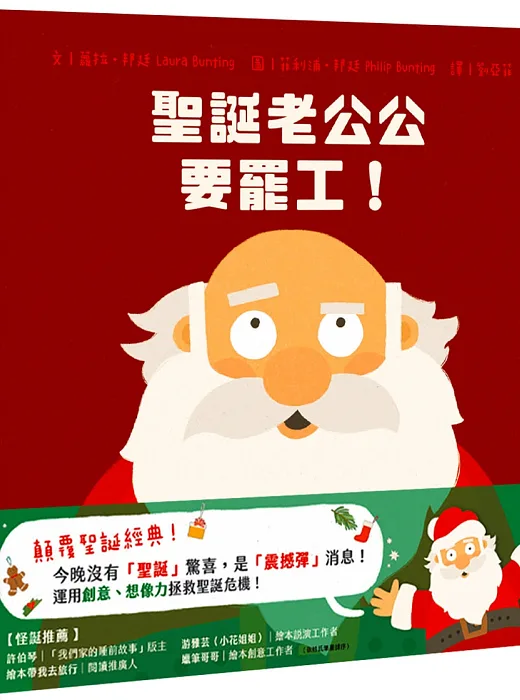 文｜蘿拉・邦廷 Laura Bunting 圖｜菲利浦・邦廷 Philip Bunting 譯｜劉亞菲
聖誕老公公
要罷工！
顛覆聖誕經典！
今晚沒有「聖誕」驚喜，是「震撼彈」消息！
運用創意、想像力拯救聖誕危機！
【怪誕推薦】
許伯琴｜「我們家的睡前故事」版主 游雅芸（小花姐姐）｜繪本說演工作者
繪本帶我去旅行｜閱讀推廣人 蠟筆哥哥｜繪本創意工作者